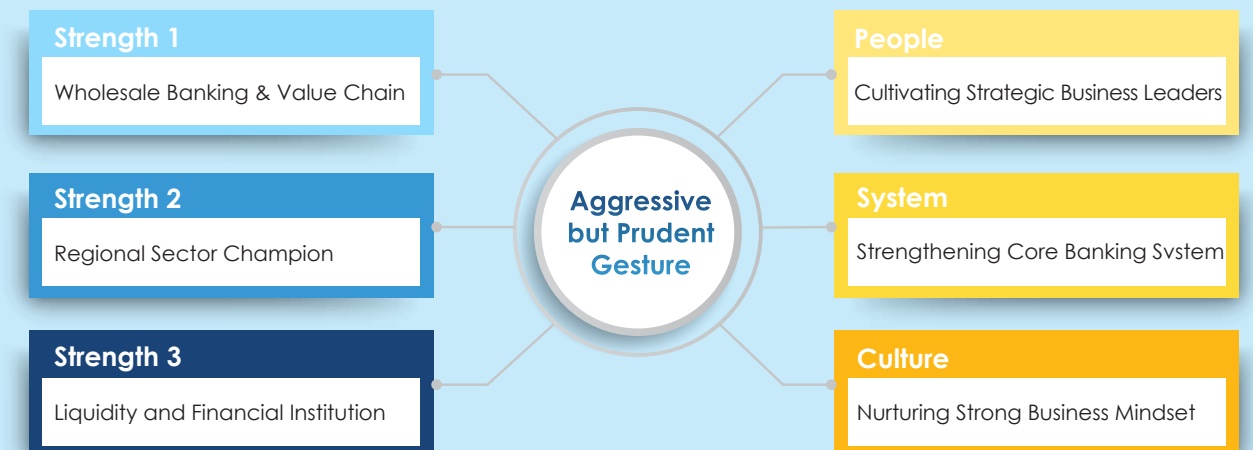 Strength 1
Wholesale Banking & Value Chain
Strength 2
Regional Sector Champion
Strength 3
Liquidity and Financial Institution
Aggressive
but Prudent
Gesture
People
Cultivating Strategic Business Leaders
System
Strengthening Core Banking System
Culture
Nurturing Strong Business Mindset